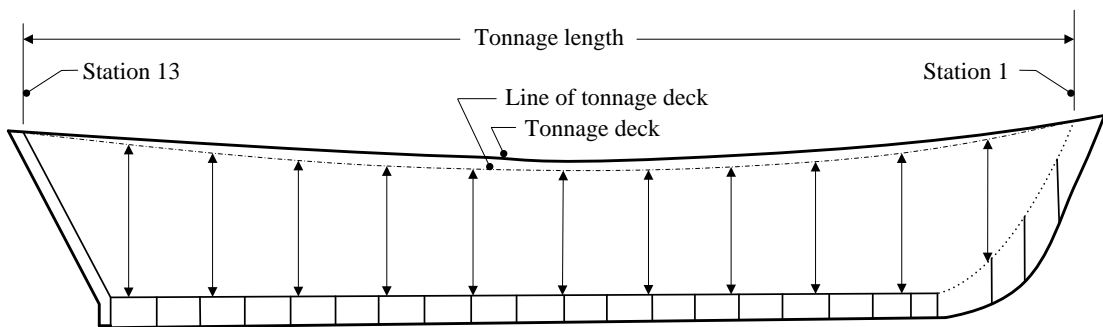 Tonnage length
Station 13
Station 1
Line of tonnage deck
Tonnage deck